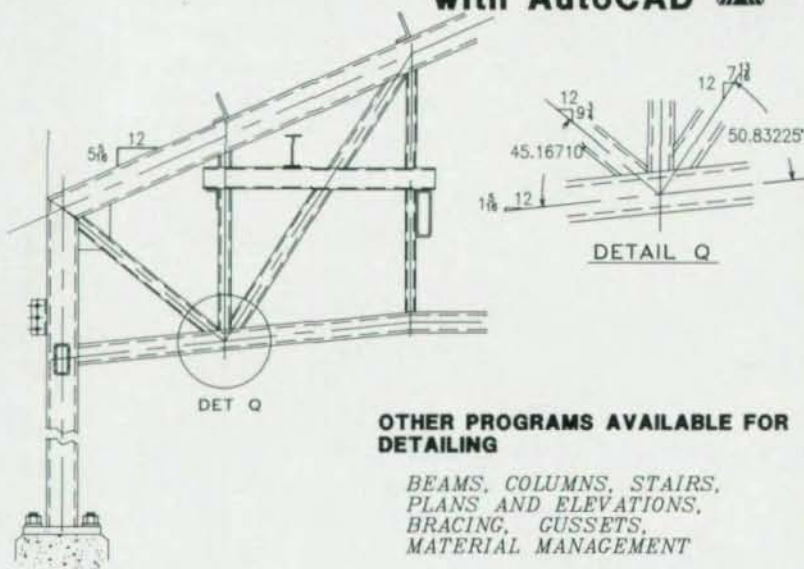 with AutoCAD
12
5 5/16
DET Q
12
9 3/4
45.16710°
12
7 13/16
50.83225°
1 5/16
12
DETAIL Q
OTHER PROGRAMS AVAILABLE FOR
DETAILING
BEAMS, COLUMNS, STAIRS,
PLANS AND ELEVATIONS,
BRACING, GUSSETS,
MATERIAL MANAGEMENT